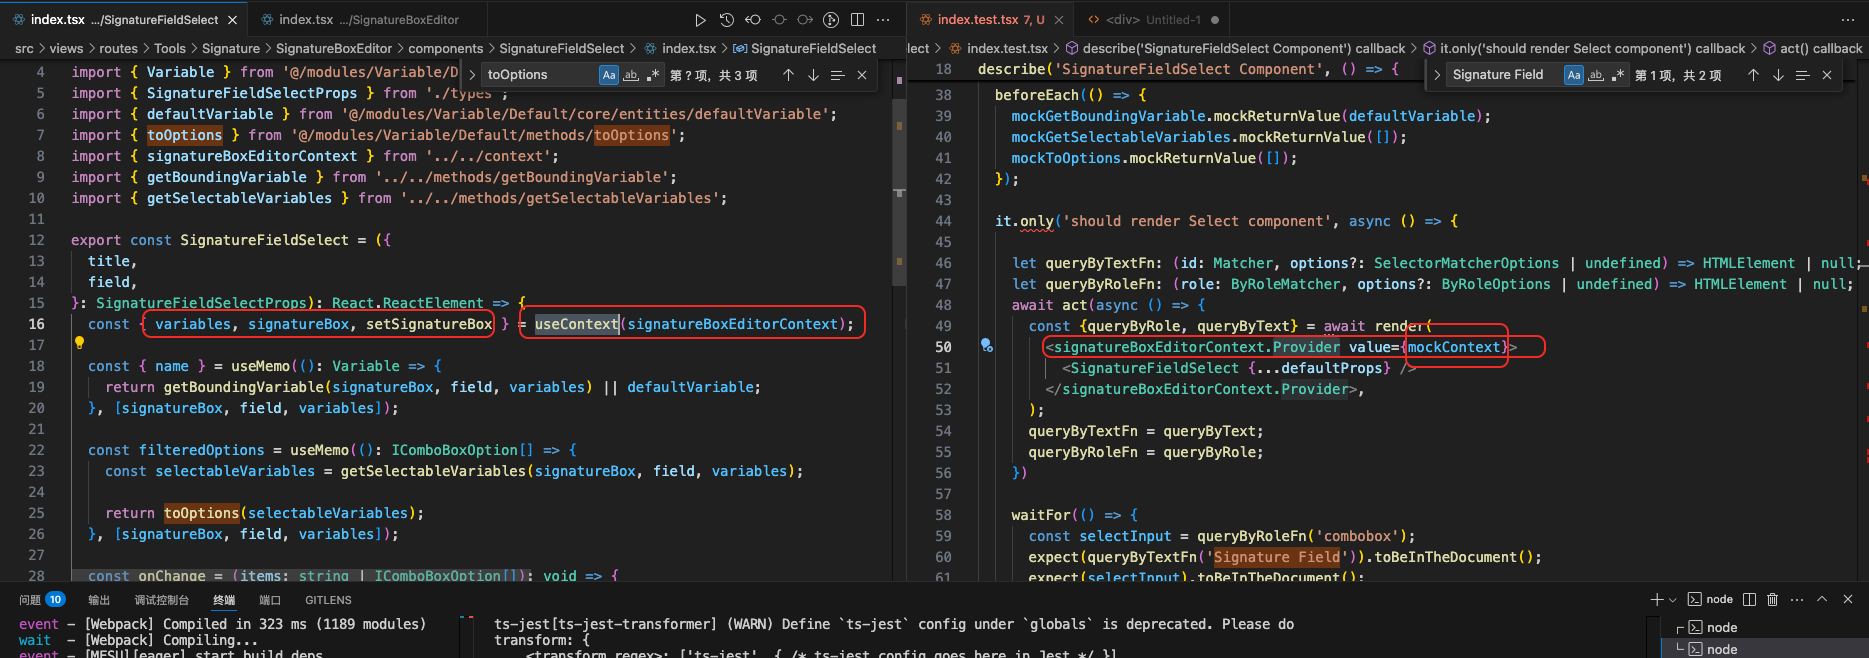 index.tsx .../SignatureFieldSelect
index.tsx .../SignatureBoxEditor
src > views > routes > Tools > Signature > SignatureBoxEditor > components > SignatureFieldSelect > index.tsx > SignatureFieldSelect
toOptions Aa ab .* 第 ? 项，共 3 项
4 import { Variable } from '@/modules/Variable/D
5 import { SignatureFieldSelectProps } from './types';
6 import { defaultVariable } from '@/modules/Variable/Default/core/entities/defaultVariable';
7 import { toOptions } from '@/modules/Variable/Default/methods/toOptions';
8 import { signatureBoxEditorContext } from '../../context';
9 import { getBoundingVariable } from '../../methods/getBoundingVariable';
10 import { getSelectableVariables } from '../../methods/getSelectableVariables';
11
12 export const SignatureFieldSelect = ({
13 title,
14 field,
15 }: SignatureFieldSelectProps): React.ReactElement => {
16 const { variables, signatureBox, setSignatureBox } = useContext(signatureBoxEditorContext);
17
18 const { name } = useMemo((): Variable => {
19 return getBoundingVariable(signatureBox, field, variables) || defaultVariable;
20 }, [signatureBox, field, variables]);
21
22 const filteredOptions = useMemo((): IComboBoxOption[] => {
23 const selectableVariables = getSelectableVariables(signatureBox, field, variables);
24
25 return toOptions(selectableVariables);
26 }, [signatureBox, field, variables]);
27
28 const onChange = (items: string | IComboBoxOption[]): void => {
index.test.tsx 7, U
<> <div> Untitled-1
lect > index.test.tsx > describe('SignatureFieldSelect Component') callback > it.only('should render Select component') callback > act() callback
Signature Field Aa ab .* 第 1 项，共 2 项
18 describe('SignatureFieldSelect Component', () => {
38 beforeEach(() => {
39 mockGetBoundingVariable.mockReturnValue(defaultVariable);
40 mockGetSelectableVariables.mockReturnValue([]);
41 mockToOptions.mockReturnValue([]);
42 });
43
44 it.only('should render Select component', async () => {
45
46 let queryByTextFn: (id: Matcher, options?: SelectorMatcherOptions | undefined) => HTMLElement | null;
47 let queryByRoleFn: (role: ByRoleMatcher, options?: ByRoleOptions | undefined) => HTMLElement | null;
48 await act(async () => {
49 const {queryByRole, queryByText} = await render(
50 <signatureBoxEditorContext.Provider value={mockContext}>
51 <SignatureFieldSelect {...defaultProps} />
52 </signatureBoxEditorContext.Provider>,
53 );
54 queryByTextFn = queryByText;
55 queryByRoleFn = queryByRole;
56 })
57
58 waitFor(() => {
59 const selectInput = queryByRoleFn('combobox');
60 expect(queryByTextFn('Signature Field')).toBeInTheDocument();
61 expect(selectInput).toBeInTheDocument();
问题 10 输出 调试控制台 终端 端口 GITLENS
node
event - [Webpack] Compiled in 323 ms (1189 modules)
wait - [Webpack] Compiling...
event - [MFSU][eager] start build deps
ts-jest[ts-jest-transformer] (WARN) Define `ts-jest` config under `globals` is deprecated. Please do
transform: {
<transform_regex>: ['ts-jest', { /* ts-jest config goes here in Jest */ }],
node
node